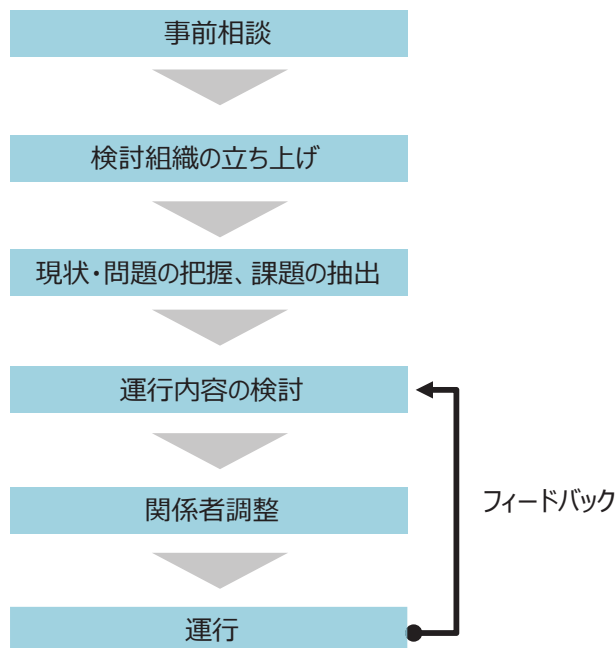 事前相談
検討組織の立ち上げ
現状・問題の把握、課題の抽出
運行内容の検討
関係者調整
フィードバック
運行